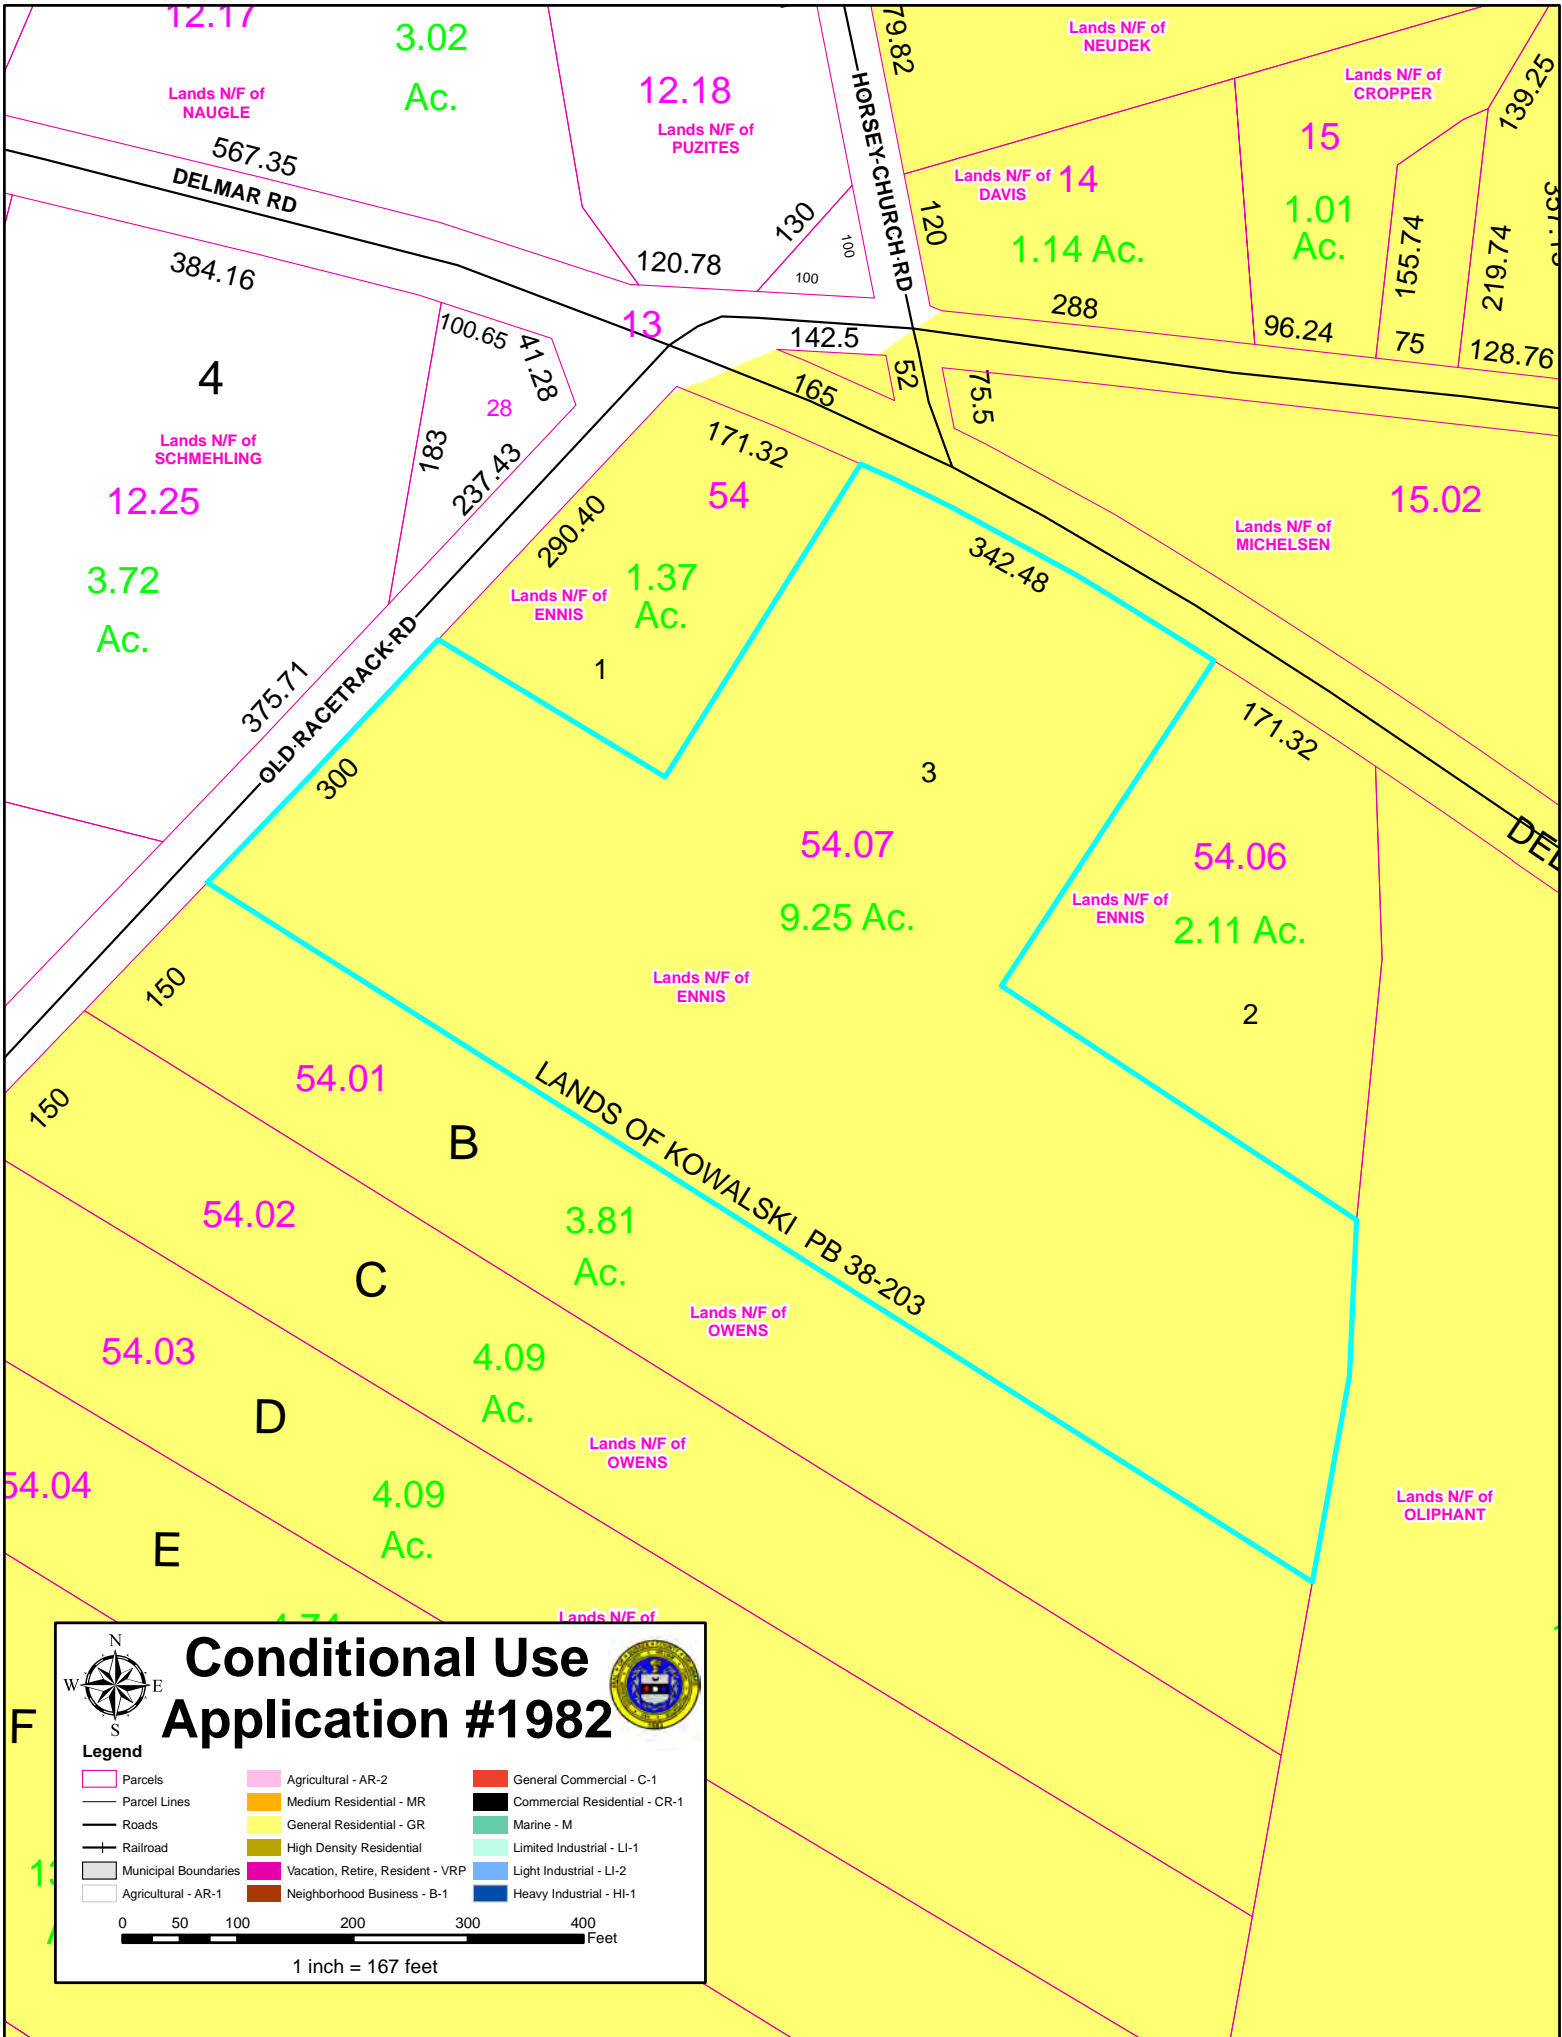 12.17
3.02
Ac.
Lands N/F of
NAUGLE
12.18
Lands N/F of
PUZITES
79.82
HORSEY CHURCH RD
Lands N/F of
NEUDEK
Lands N/F of
CROPPER
139.25
15
567.35
DELMAR RD
Lands N/F of
DAVIS
14
1.01
Ac.
1.14 Ac.
120
130
100
100
120.78
155.74
219.74
384.16
288
96.24
75
128.76
13
142.5
52
165
75.5
100.65
41.28
4
28
Lands N/F of
SCHMEHLING
183
237.43
12.25
171.32
54
15.02
Lands N/F of
MICHELSEN
290.40
342.48
3.72
Ac.
Lands N/F of
ENNIS
1.37
Ac.
1
375.71
OLD RACETRACK RD
300
171.32
3
54.07
9.25 Ac.
54.06
Lands N/F of
ENNIS
2.11 Ac.
DEL
Lands N/F of
ENNIS
2
150
150
54.01
B
LANDS OF KOWALSKI PB 38-203
54.02
3.81
Ac.
C
Lands N/F of
OWENS
54.03
4.09
Ac.
D
Lands N/F of
OWENS
54.04
4.09
Ac.
E
Lands N/F of
OLIPHANT
4.74
Lands N/F of
F
N
W E
S
Conditional Use
Application #1982
Legend
Parcels
Parcel Lines
Roads
Railroad
Municipal Boundaries
Agricultural - AR-1
Agricultural - AR-2
Medium Residential - MR
General Residential - GR
High Density Residential
Vacation, Retire, Resident - VRP
Neighborhood Business - B-1
General Commercial - C-1
Commercial Residential - CR-1
Marine - M
Limited Industrial - LI-1
Light Industrial - LI-2
Heavy Industrial - HI-1
0 50 100 200 300 400
Feet
1 inch = 167 feet